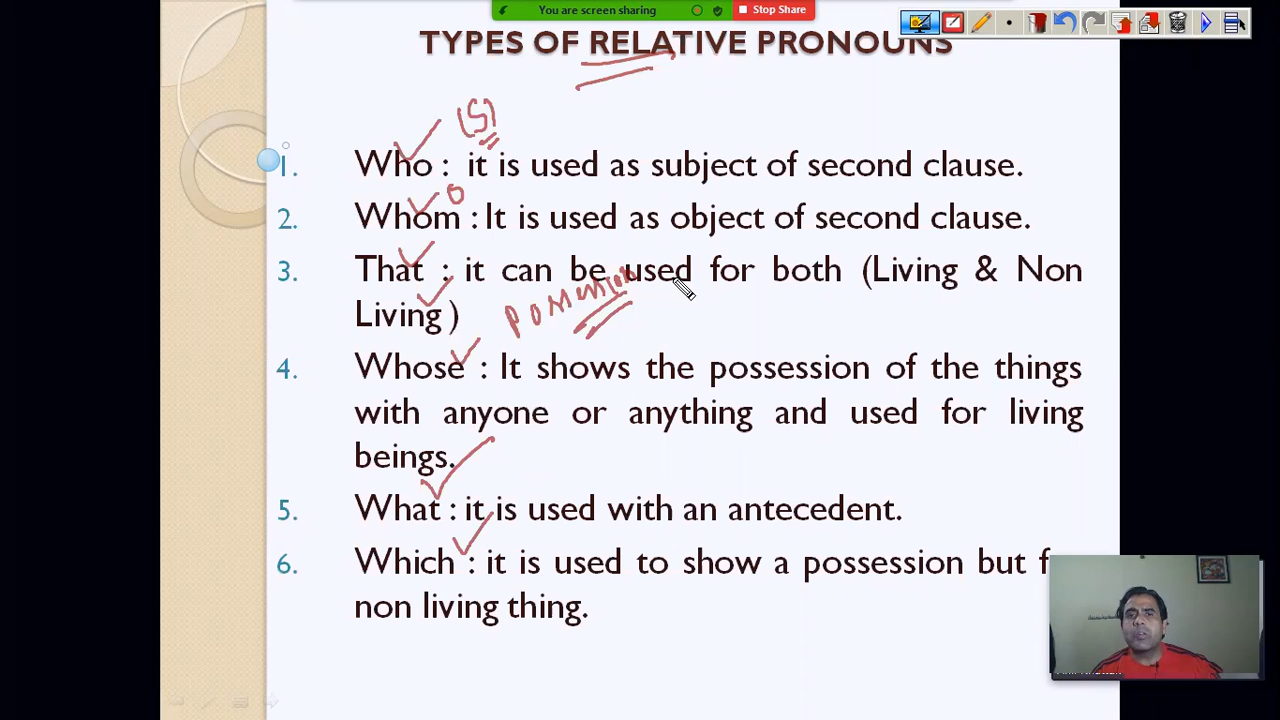 You are screen sharing
Stop Share
TYPES OF RELATIVE PRONOUNS
(S)
1. Who : it is used as subject of second clause.
O
2. Whom : It is used as object of second clause.
3. That : it can be used for both (Living & Non
Living )
4. Whose : It shows the possession of the things
with anyone or anything and used for living
beings.
5. What : it is used with an antecedent.
6. Which : it is used to show a possession but
non living thing.